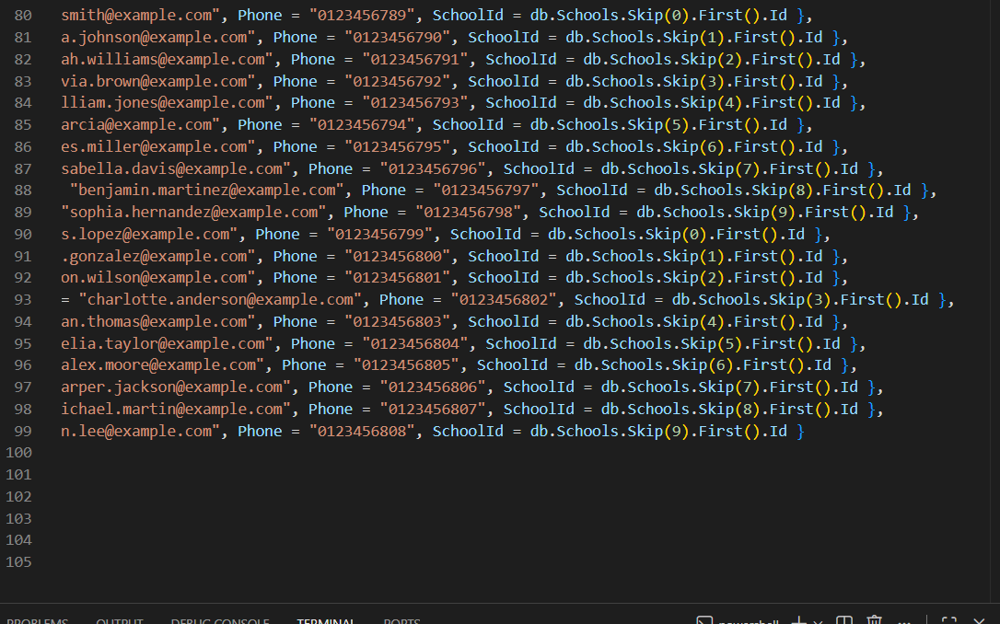 80 smith@example.com", Phone = "0123456789", SchoolId = db.Schools.Skip(0).First().Id },
81 a.johnson@example.com", Phone = "0123456790", SchoolId = db.Schools.Skip(1).First().Id },
82 ah.williams@example.com", Phone = "0123456791", SchoolId = db.Schools.Skip(2).First().Id },
83 via.brown@example.com", Phone = "0123456792", SchoolId = db.Schools.Skip(3).First().Id },
84 lliam.jones@example.com", Phone = "0123456793", SchoolId = db.Schools.Skip(4).First().Id },
85 arcia@example.com", Phone = "0123456794", SchoolId = db.Schools.Skip(5).First().Id },
86 es.miller@example.com", Phone = "0123456795", SchoolId = db.Schools.Skip(6).First().Id },
87 sabella.davis@example.com", Phone = "0123456796", SchoolId = db.Schools.Skip(7).First().Id },
88 "benjamin.martinez@example.com", Phone = "0123456797", SchoolId = db.Schools.Skip(8).First().Id },
89 "sophia.hernandez@example.com", Phone = "0123456798", SchoolId = db.Schools.Skip(9).First().Id },
90 s.lopez@example.com", Phone = "0123456799", SchoolId = db.Schools.Skip(0).First().Id },
91 .gonzalez@example.com", Phone = "0123456800", SchoolId = db.Schools.Skip(1).First().Id },
92 on.wilson@example.com", Phone = "0123456801", SchoolId = db.Schools.Skip(2).First().Id },
93 = "charlotte.anderson@example.com", Phone = "0123456802", SchoolId = db.Schools.Skip(3).First().Id },
94 an.thomas@example.com", Phone = "0123456803", SchoolId = db.Schools.Skip(4).First().Id },
95 elia.taylor@example.com", Phone = "0123456804", SchoolId = db.Schools.Skip(5).First().Id },
96 alex.moore@example.com", Phone = "0123456805", SchoolId = db.Schools.Skip(6).First().Id },
97 arper.jackson@example.com", Phone = "0123456806", SchoolId = db.Schools.Skip(7).First().Id },
98 ichael.martin@example.com", Phone = "0123456807", SchoolId = db.Schools.Skip(8).First().Id },
99 n.lee@example.com", Phone = "0123456808", SchoolId = db.Schools.Skip(9).First().Id }
100
101
102
103
104
105
PROBLEMS OUTPUT DEBUG CONSOLE TERMINAL PORTS powershell